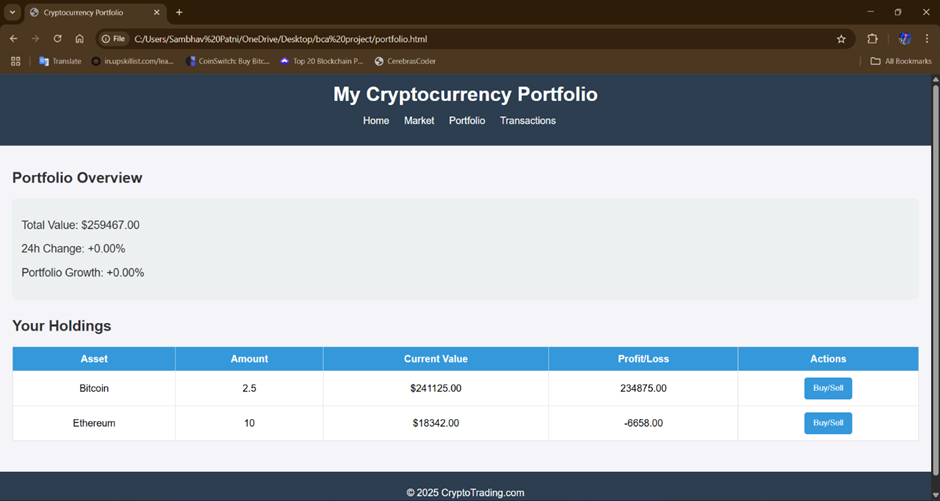 Cryptocurrency Portfolio
File C:/Users/Sambhav%20Patni/OneDrive/Desktop/bca%20project/portfolio.html
Translate in.upskillist.com/lea... CoinSwitch: Buy Bitc... Top 20 Blockchain P... CerebrasCoder All Bookmarks
My Cryptocurrency Portfolio
Home Market Portfolio Transactions
Portfolio Overview
Total Value: $259467.00
24h Change: +0.00%
Portfolio Growth: +0.00%
Your Holdings
Asset Amount Current Value Profit/Loss Actions
Bitcoin 2.5 $241125.00 234875.00 Buy/Sell
Ethereum 10 $18342.00 -6658.00 Buy/Sell
© 2025 CryptoTrading.com